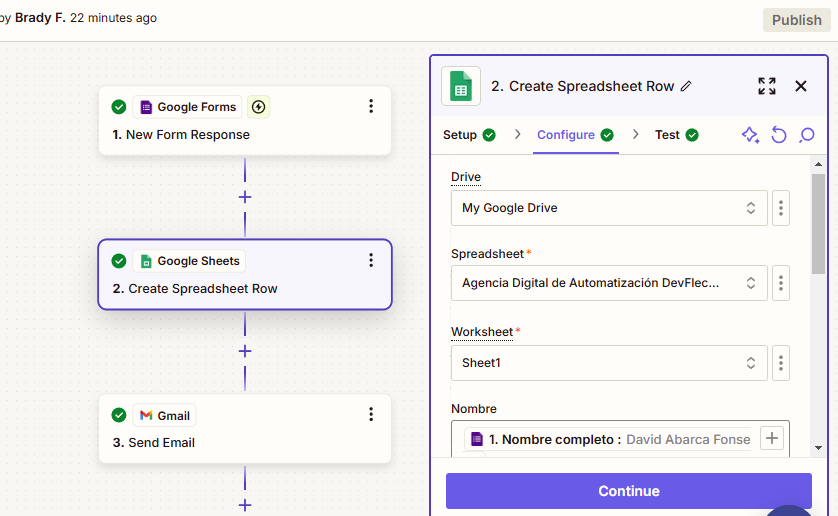 by Brady F. 22 minutes ago
Publish
Google Forms
1. New Form Response
Google Sheets
2. Create Spreadsheet Row
Gmail
3. Send Email
2. Create Spreadsheet Row
Setup
Configure
Test
Drive
My Google Drive
Spreadsheet*
Agencia Digital de Automatización DevFlec...
Worksheet*
Sheet1
Nombre
1. Nombre completo : David Abarca Fonse
Continue